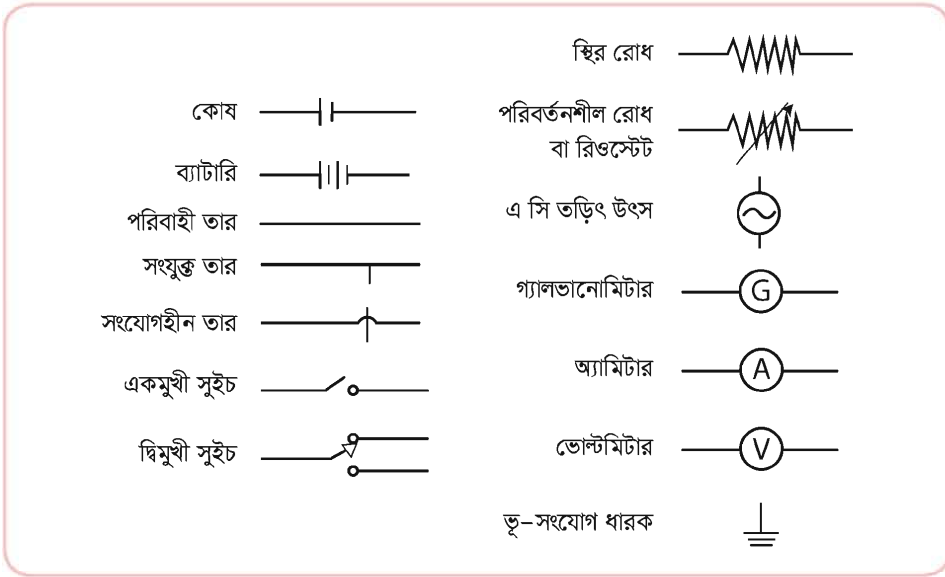 কোষ
ব্যাটারি
পরিবাহী তার
সংযুক্ত তার
সংযোগহীন তার
একমুখী সুইচ
দ্বিমুখী সুইচ
স্থির রোধ
পরিবর্তনশীল রোধ
বা রিওস্টেট
এ সি তড়িৎ উৎস
গ্যালভানোমিটার
G
অ্যামিটার
A
ভোল্টমিটার
V
ভূ-সংযোগ ধারক